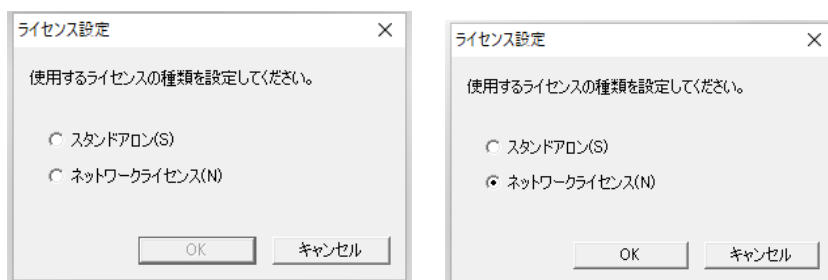 ライセンス設定
使用するライセンスの種類を設定してください。
スタンドアロン(S)
ネットワークライセンス(N)
OK キャンセル
ライセンス設定
使用するライセンスの種類を設定してください。
スタンドアロン(S)
ネットワークライセンス(N)
OK キャンセル